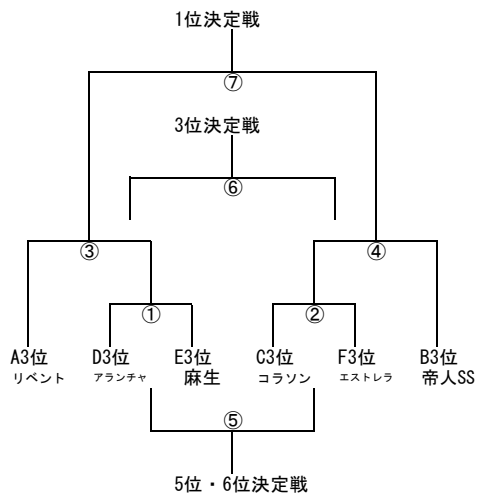 1位決定戦
⑦
3位決定戦
⑥
③ ④
① ②
A3位 D3位 E3位 C3位 F3位 B3位
リベント アランチャ 麻生 コラソン エストレラ 帝人SS
⑤
5位・6位決定戦